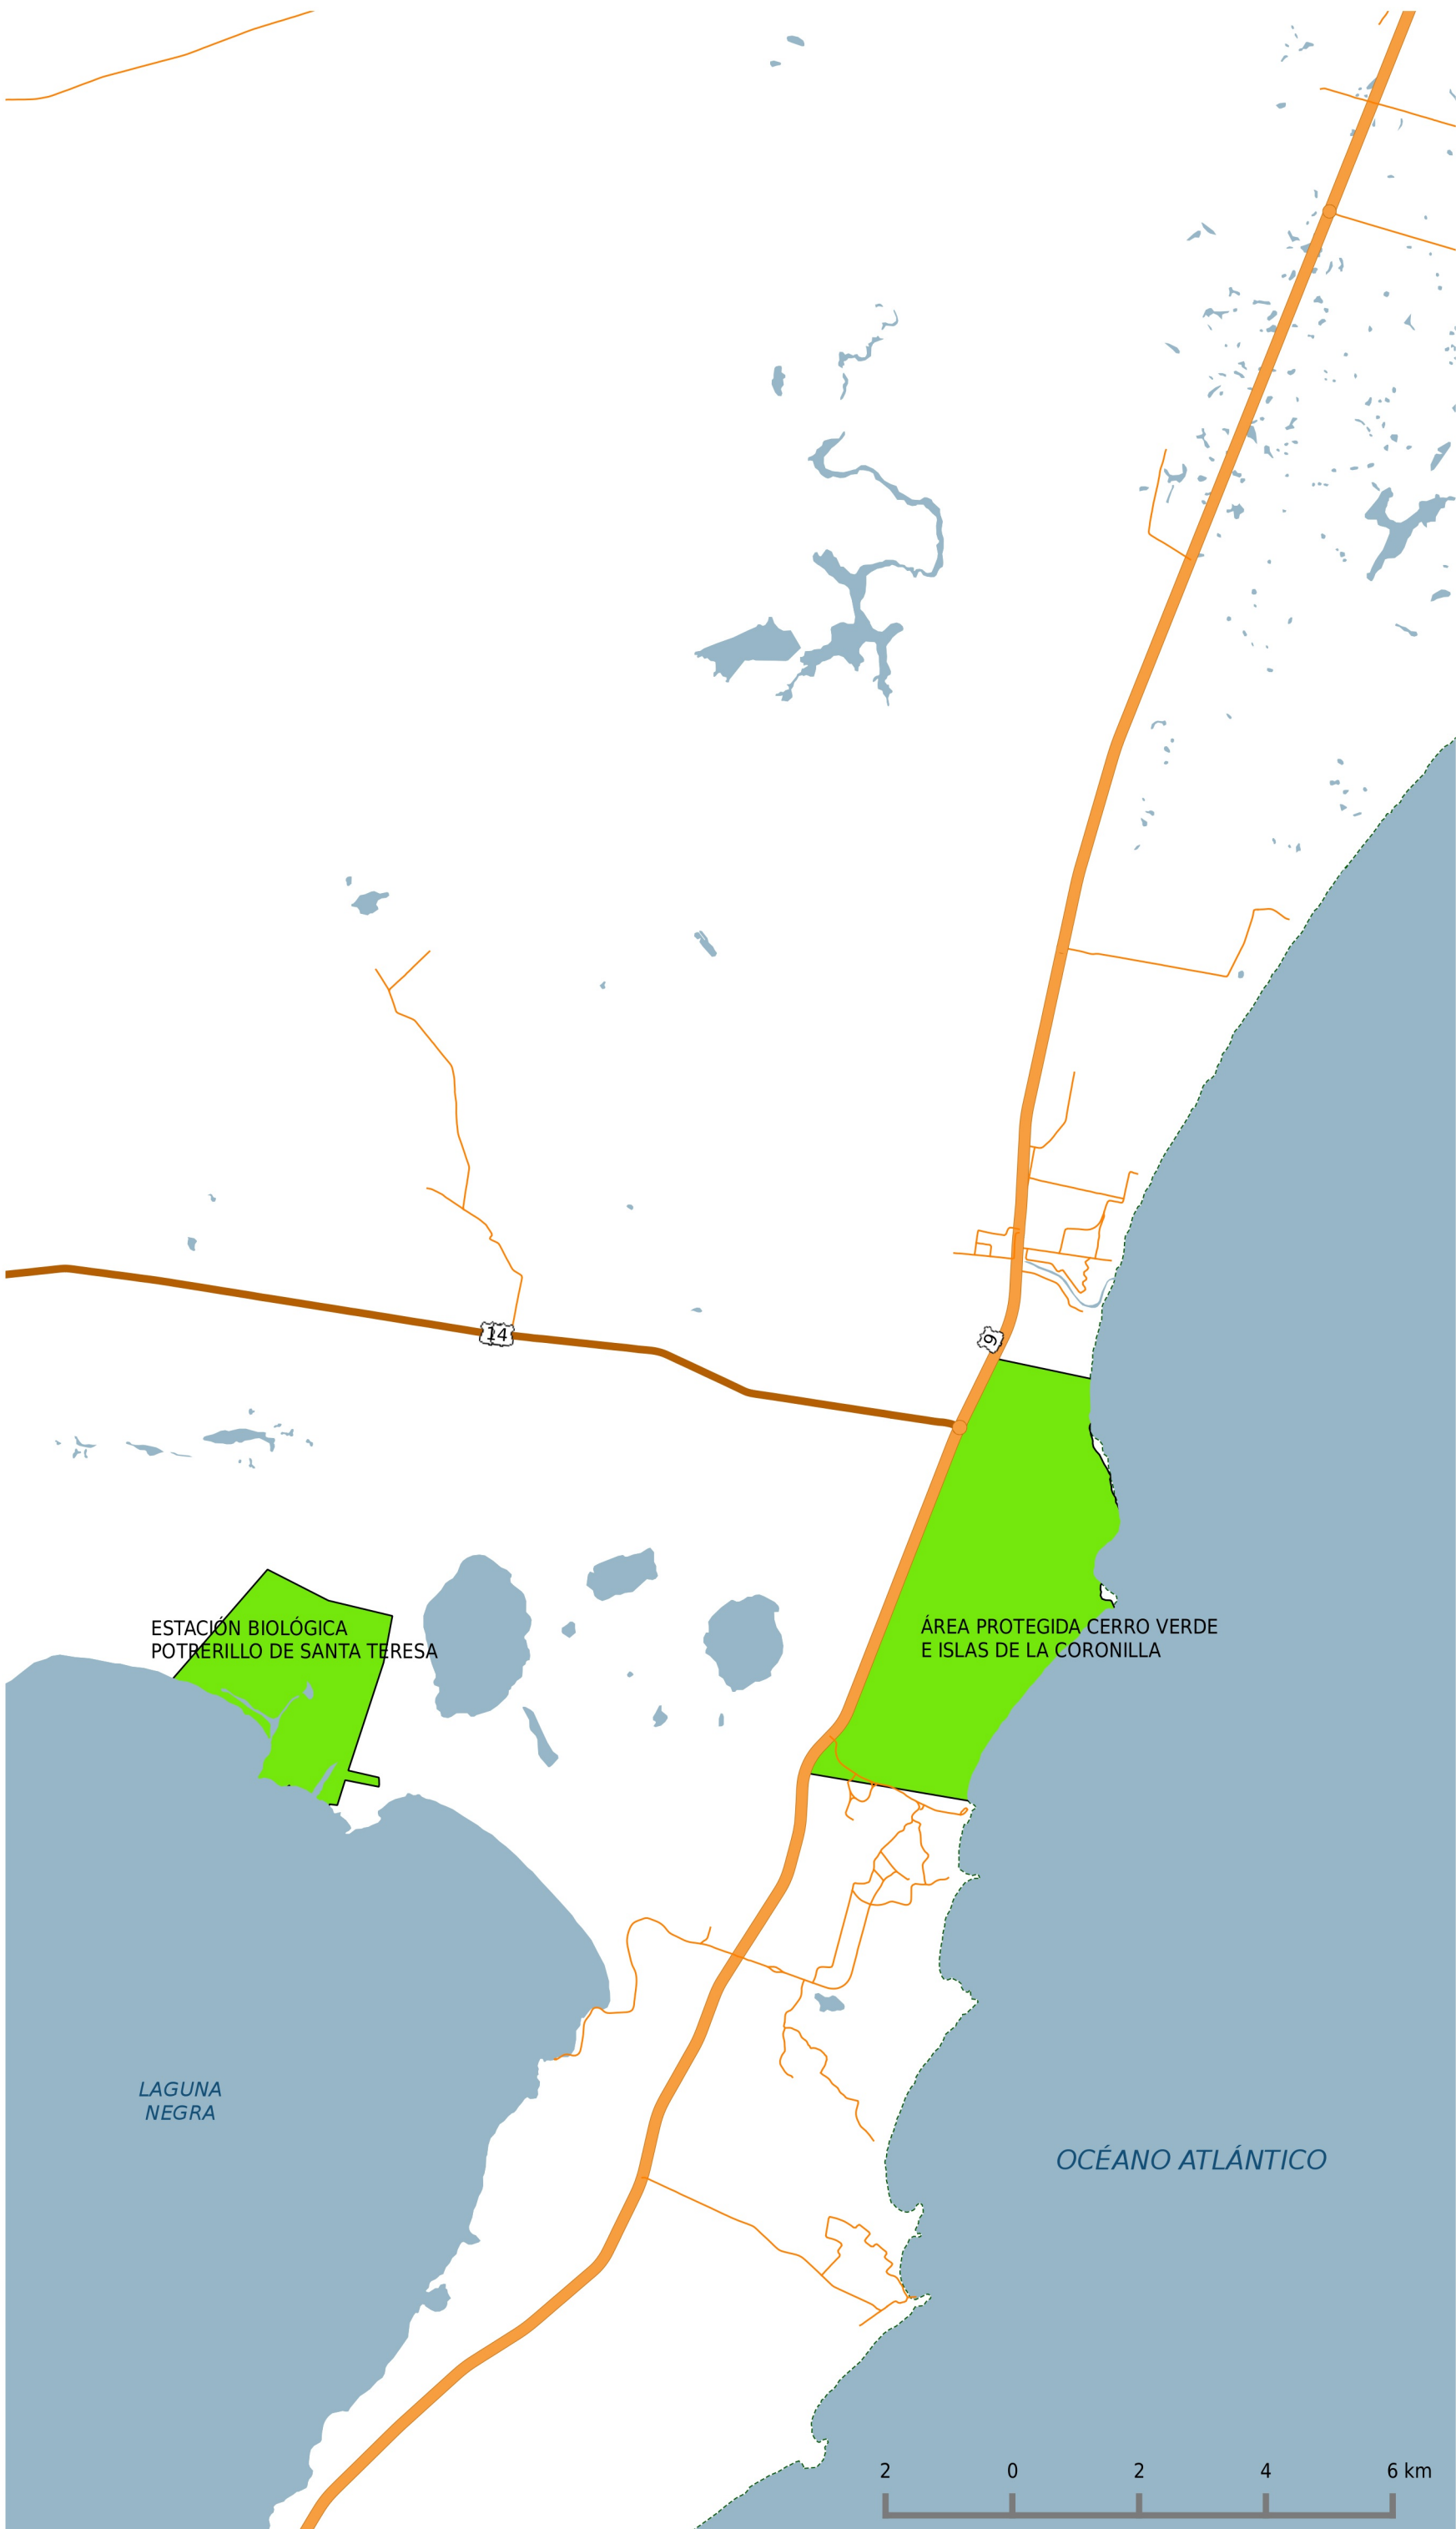 14
9
ESTACIÓN BIOLÓGICA
POTRERILLO DE SANTA TERESA
ÁREA PROTEGIDA CERRO VERDE
E ISLAS DE LA CORONILLA
LAGUNA
NEGRA
OCÉANO ATLÁNTICO
2 0 2 4 6 km